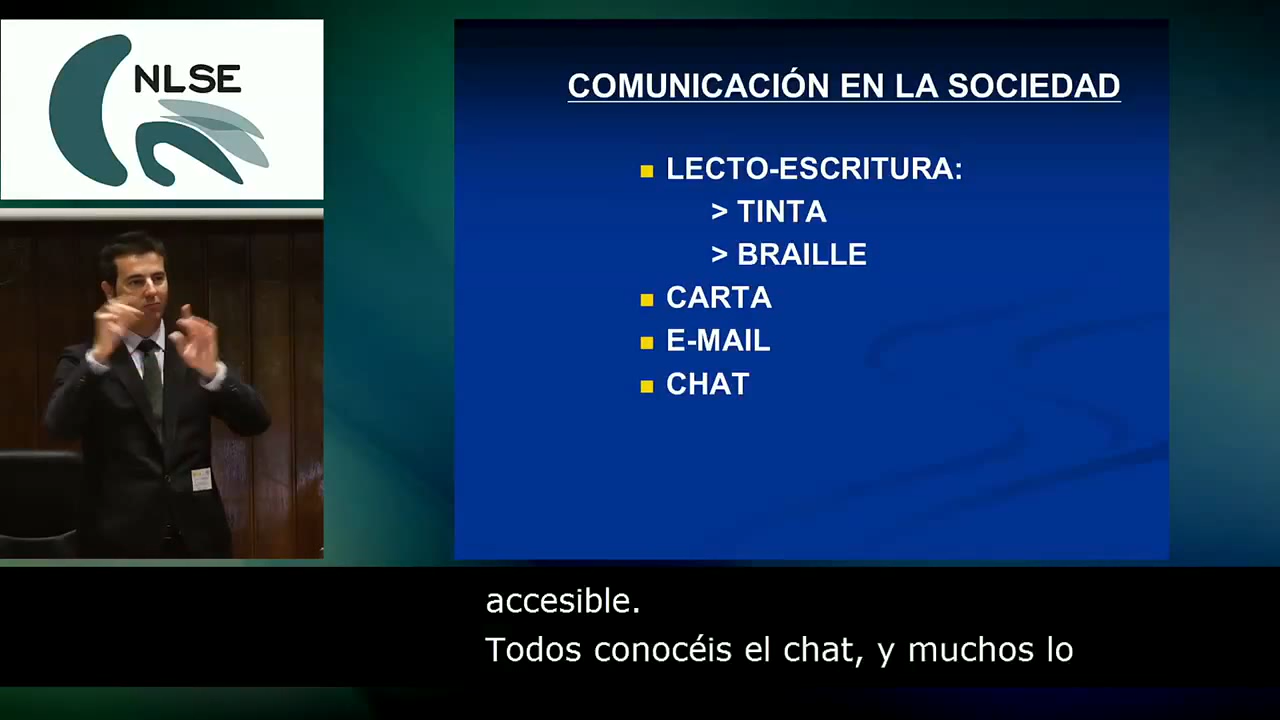 NLSE
COMUNICACIÓN EN LA SOCIEDAD
LECTO-ESCRITURA:
> TINTA
> BRAILLE
CARTA
E-MAIL
CHAT
accesible.
Todos conocéis el chat, y muchos lo